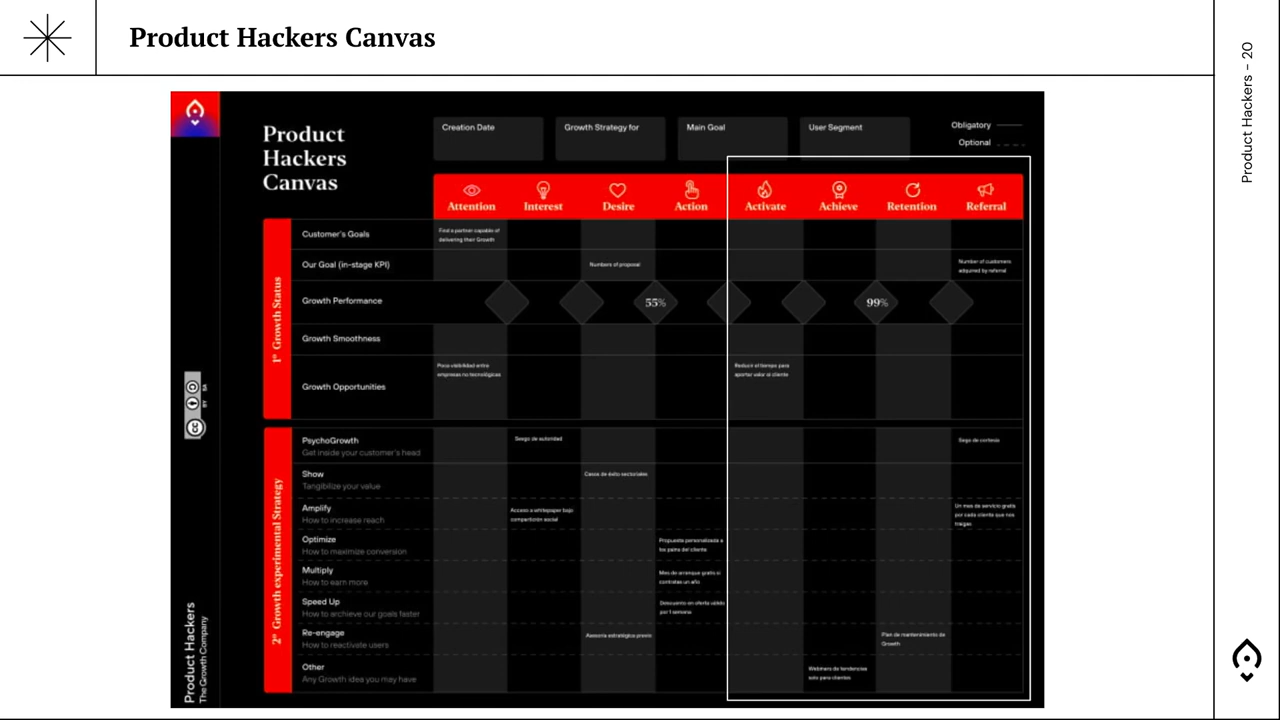 Product Hackers Canvas
Product Hackers – 20
Product
Hackers
Canvas
Creation Date
Growth Strategy for
Main Goal
User Segment
Obligatory
Optional
Attention
Interest
Desire
Action
Activate
Achieve
Retention
Referral
1º Growth Status
Customer's Goals
Find a partner capable of
delivering their Growth
Our Goal (in-stage KPI)
Numbers of proposal
Number of customers
adquired by referral
Growth Performance
55%
99%
Growth Smoothness
Growth Opportunities
Poca visibilidad entre
empresas no tecnológicas
Reducir el tiempo para
aportar valor al cliente
2º Growth experimental Strategy
PsychoGrowth
Get inside your customer's head
Sesgo de autoridad
Sego de cortesia
Show
Tangibilize your value
Casos de éxito sectoriales
Amplify
How to increase reach
Acceso a whitepaper bajo
compartición social
Un mes de servicio gratis
por cada cliente que nos
traigas
Optimize
How to maximize conversion
Propuesta personalizada a
los pains del cliente
Multiply
How to earn more
Mes de arranque gratis si
contratas un año
Speed Up
How to archieve our goals faster
Descuento en oferta válido
por 1 semana
Re-engage
How to reactivate users
Asesoría estratégica previa
Plan de mantenimiento de
Growth
Other
Any Growth idea you may have
Webinars de tendencias
solo para clientes
cc
BY
SA
Product Hackers
The Growth Company